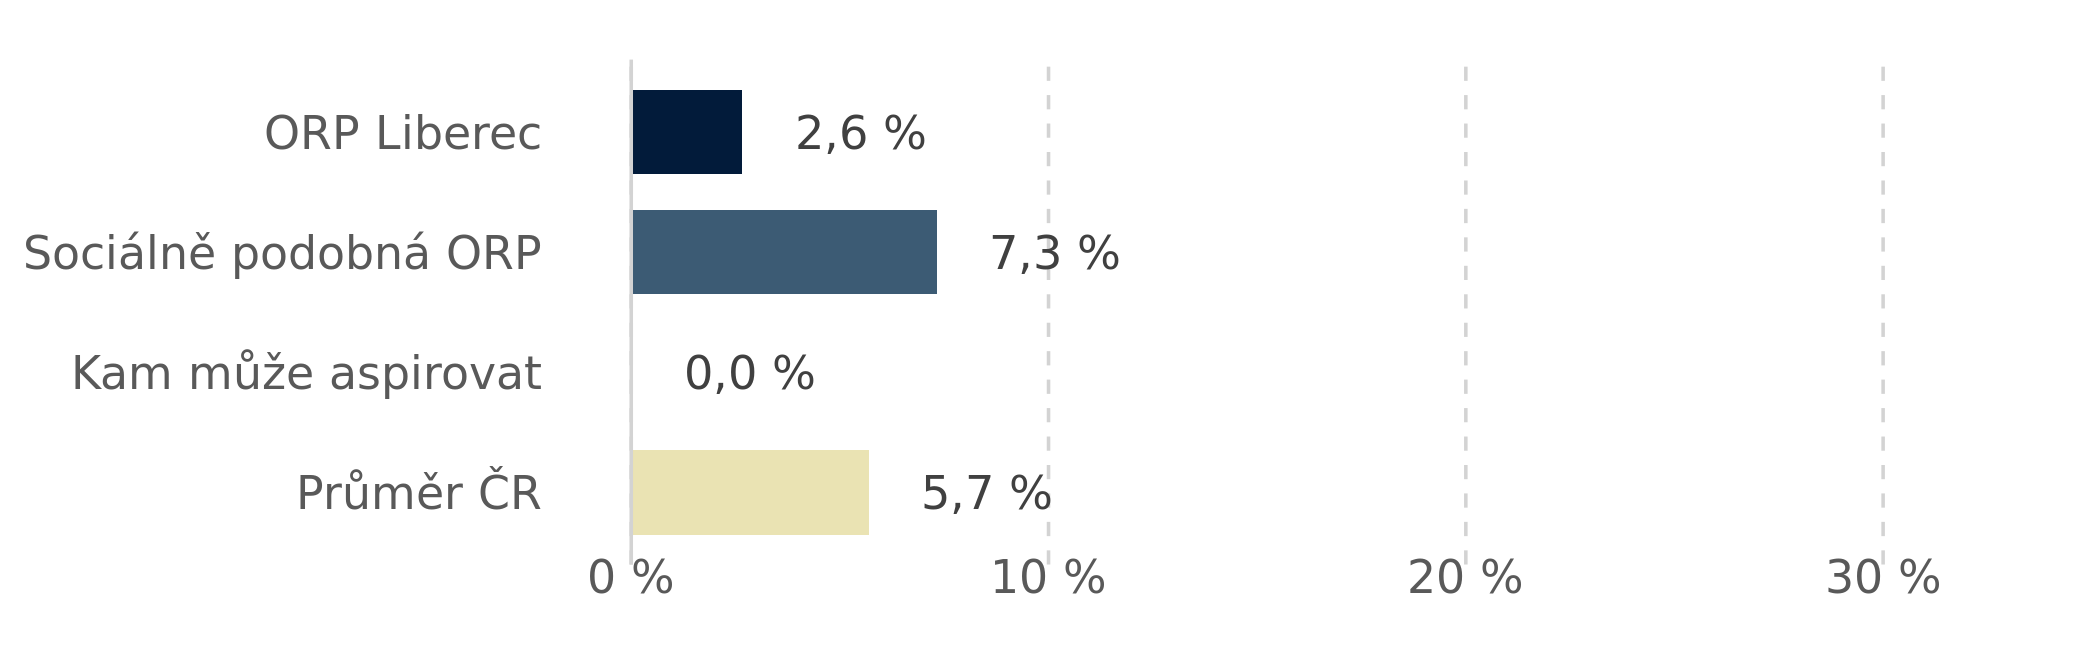 ORP Liberec 2,6 %
Sociálně podobná ORP 7,3 %
Kam může aspirovat 0,0 %
Průměr ČR 5,7 %
0 % 10 % 20 % 30 %